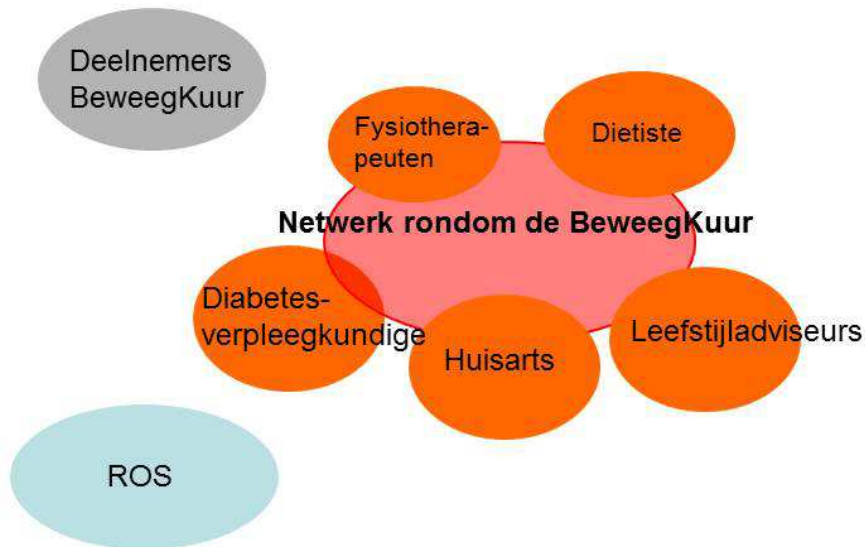 Deelnemers
BeweegKuur
Fysiothera-
peuten
Dietiste
Netwerk rondom de BeweegKuur
Diabetes-
verpleegkundige
Huisarts
Leefstijladviseurs
ROS